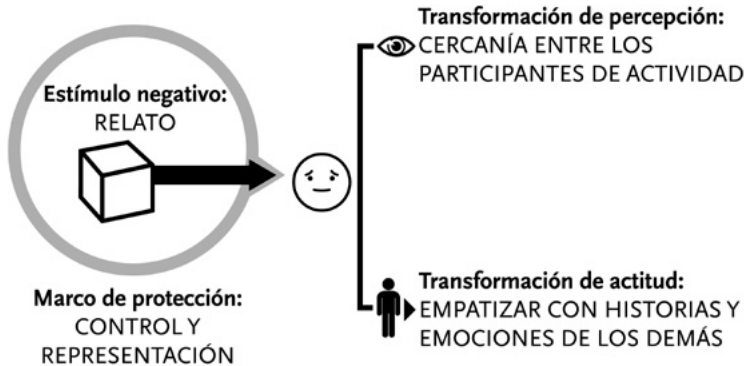 Estímulo negativo:
RELATO
Marco de protección:
CONTROL Y
REPRESENTACIÓN
Transformación de percepción:
CERCANÍA ENTRE LOS
PARTICIPANTES DE ACTIVIDAD
Transformación de actitud:
EMPATIZAR CON HISTORIAS Y
EMOCIONES DE LOS DEMÁS